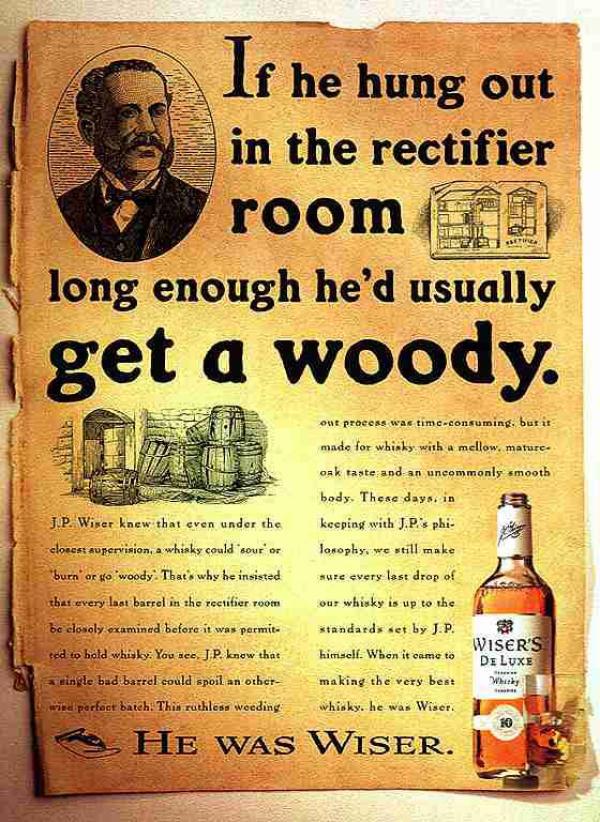 If he hung out
in the rectifier
room
RECTIFIER
long enough he'd usually
get a woody.
J.P. Wiser knew that even under the
closest supervision, a whisky could 'sour' or
'burn' or go 'woody'. That's why he insisted
that every last barrel in the rectifier room
be closely examined before it was permit-
ted to hold whisky. You see, J.P. knew that
a single bad barrel could spoil an other-
wise perfect batch. This ruthless weeding
out process was time-consuming, but it
made for whisky with a mellow, mature-
oak taste and an uncommonly smooth
body. These days, in
keeping with J.P.'s phi-
losophy, we still make
sure every last drop of
our whisky is up to the
standards set by J.P.
himself. When it came to
making the very best
whisky, he was Wiser.
WISER'S
DE LUXE
Whisky
10
HE WAS WISER.